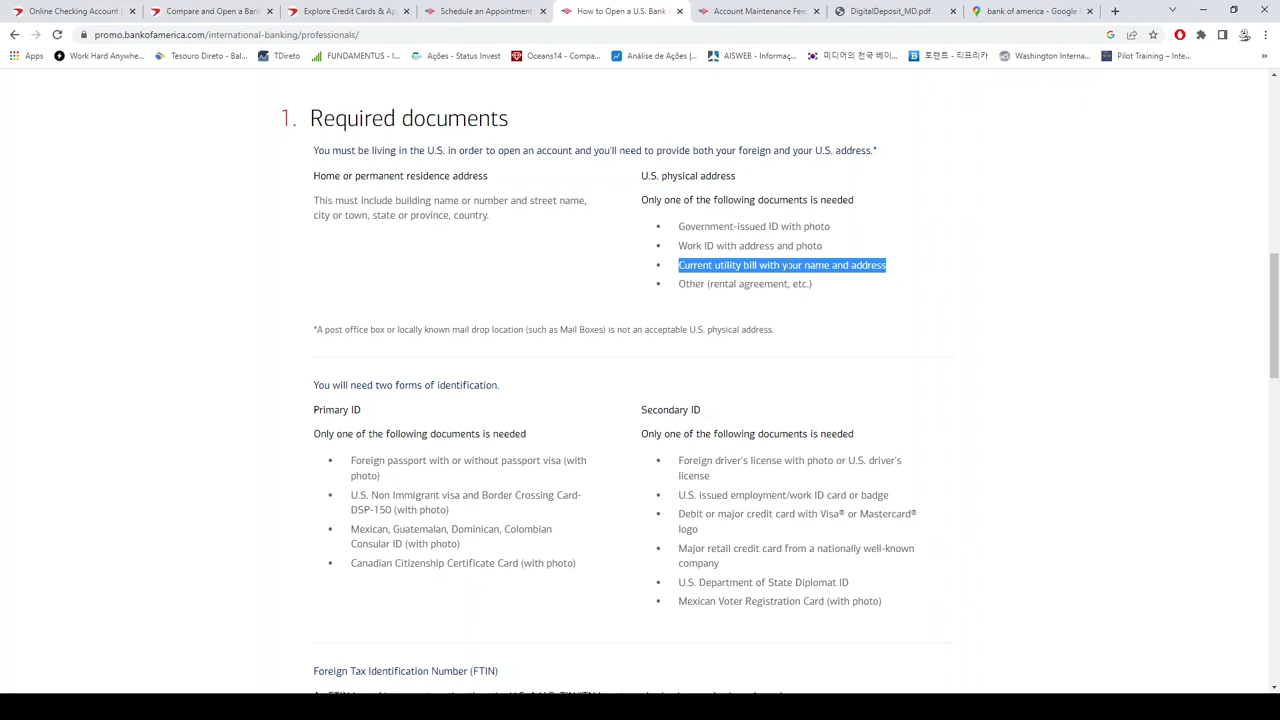 Online Checking Account |
Compare and Open a Ban
Explore Credit Cards & Ap
Schedule an Appointment
How to Open a U.S. Bank
Account Maintenance Fee
DigitalDeposit_MD.pdf
bank of america - Google
promo.bankofamerica.com/international-banking/professionals/
Apps
Work Hard Anywhe...
Tesouro Direto - Bal...
TDireto
FUNDAMENTUS - I...
Ações - Status Invest
Oceans14 - Compa...
Análise de Ações |...
AISWEB - Informaç...
미디어의 천국 베이...
토렌트 - 티프리카
Washington Interna...
Pilot Training – Inte...
1. Required documents
You must be living in the U.S. in order to open an account and you'll need to provide both your foreign and your U.S. address.*
Home or permanent residence address
This must include building name or number and street name,
city or town, state or province, country.
U.S. physical address
Only one of the following documents is needed
• Government-issued ID with photo
• Work ID with address and photo
• Current utility bill with your name and address
• Other (rental agreement, etc.)
*A post office box or locally known mail drop location (such as Mail Boxes) is not an acceptable U.S. physical address.
You will need two forms of identification.
Primary ID
Only one of the following documents is needed
• Foreign passport with or without passport visa (with
photo)
• U.S. Non Immigrant visa and Border Crossing Card-
DSP-150 (with photo)
• Mexican, Guatemalan, Dominican, Colombian
Consular ID (with photo)
• Canadian Citizenship Certificate Card (with photo)
Secondary ID
Only one of the following documents is needed
• Foreign driver's license with photo or U.S. driver's
license
• U.S. issued employment/work ID card or badge
• Debit or major credit card with Visa® or Mastercard®
logo
• Major retail credit card from a nationally well-known
company
• U.S. Department of State Diplomat ID
• Mexican Voter Registration Card (with photo)
Foreign Tax Identification Number (FTIN)